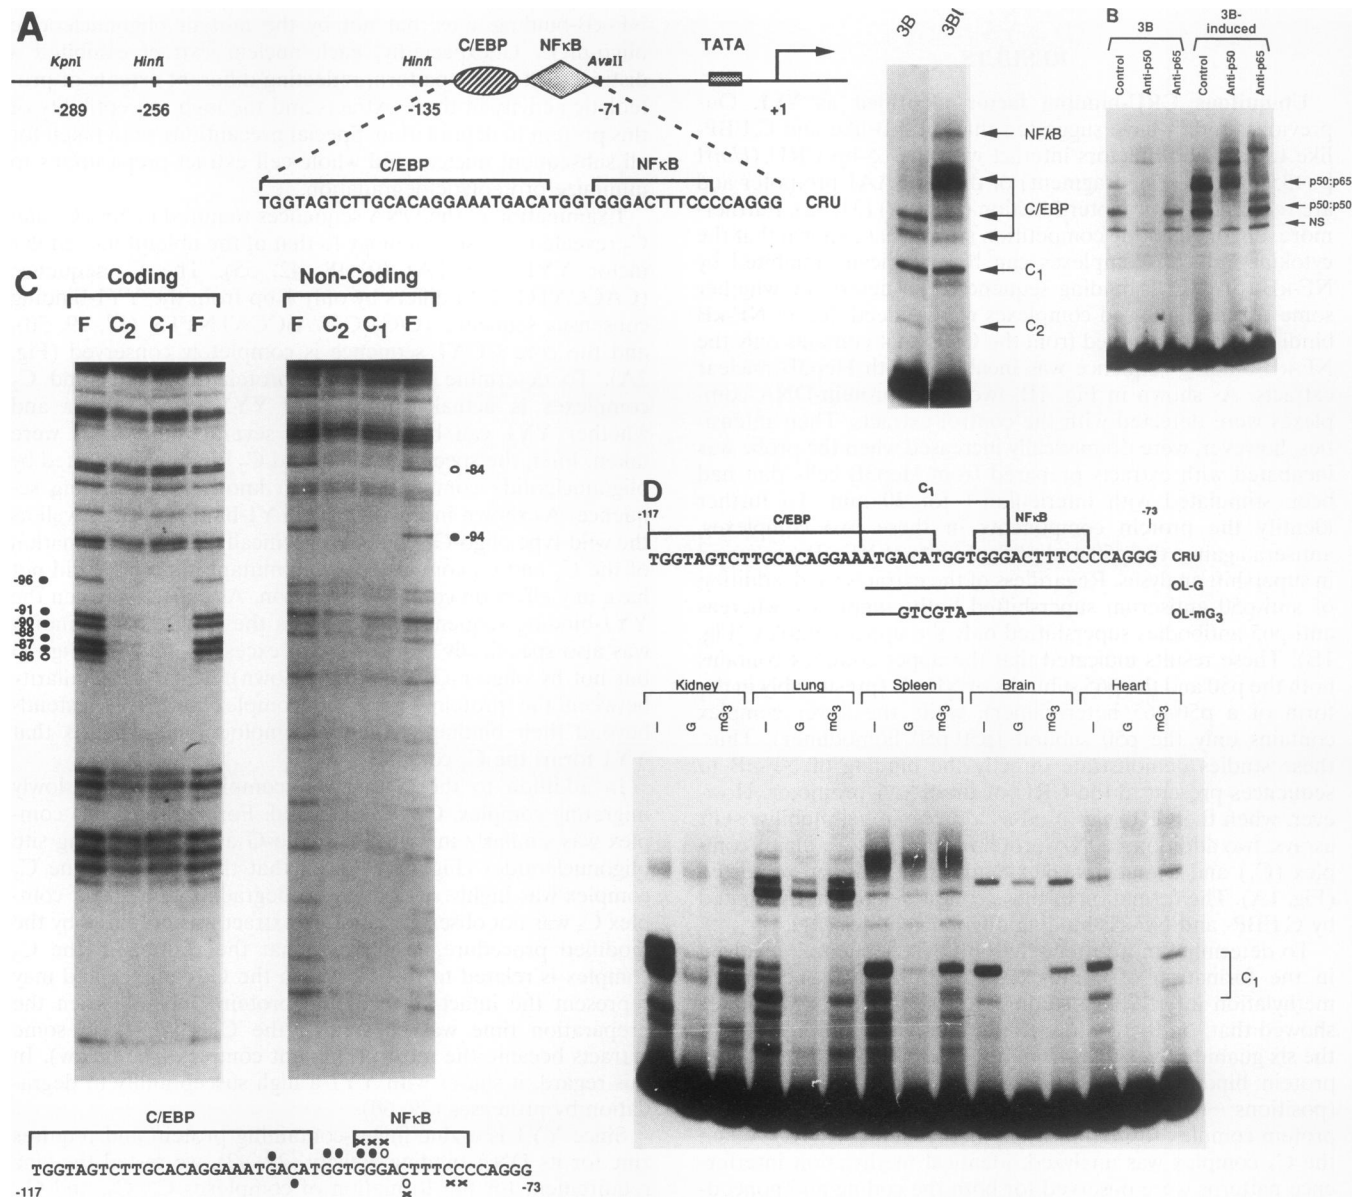 A
KpnI
HinfI
HinfI
C/EBP
NFκB
AvaII
TATA
-289
-256
-135
-71
+1
C/EBP
NFκB
TGGTAGTCTTGCACAGGAAATGACATGGTGGGACTTTCCCCAGGG
CRU
3B
3BI
NFκB
C/EBP
C1
C2
B
3B
3B-induced
Control
Anti-p50
Anti-p65
Control
Anti-p50
Anti-p65
p50:p65
p50:p50
NS
C
Coding
Non-Coding
F C2 C1 F
F C2 C1 F
-84
-94
-96
-91
-90
-88
-87
-86
C/EBP
NFκB
TGGTAGTCTTGCACAGGAAATGACATGGTGGGACTTTCCCCAGGG
-117
-73
D
C1
-117
C/EBP
NFκB
-73
TGGTAGTCTTGCACAGGAAATGACATGGTGGGACTTTCCCCAGGG
CRU
OL-G
GTCGTA
OL-mG3
Kidney
Lung
Spleen
Brain
Heart
I G mG3 I G mG3 I G mG3 I G mG3 I G mG3
C1